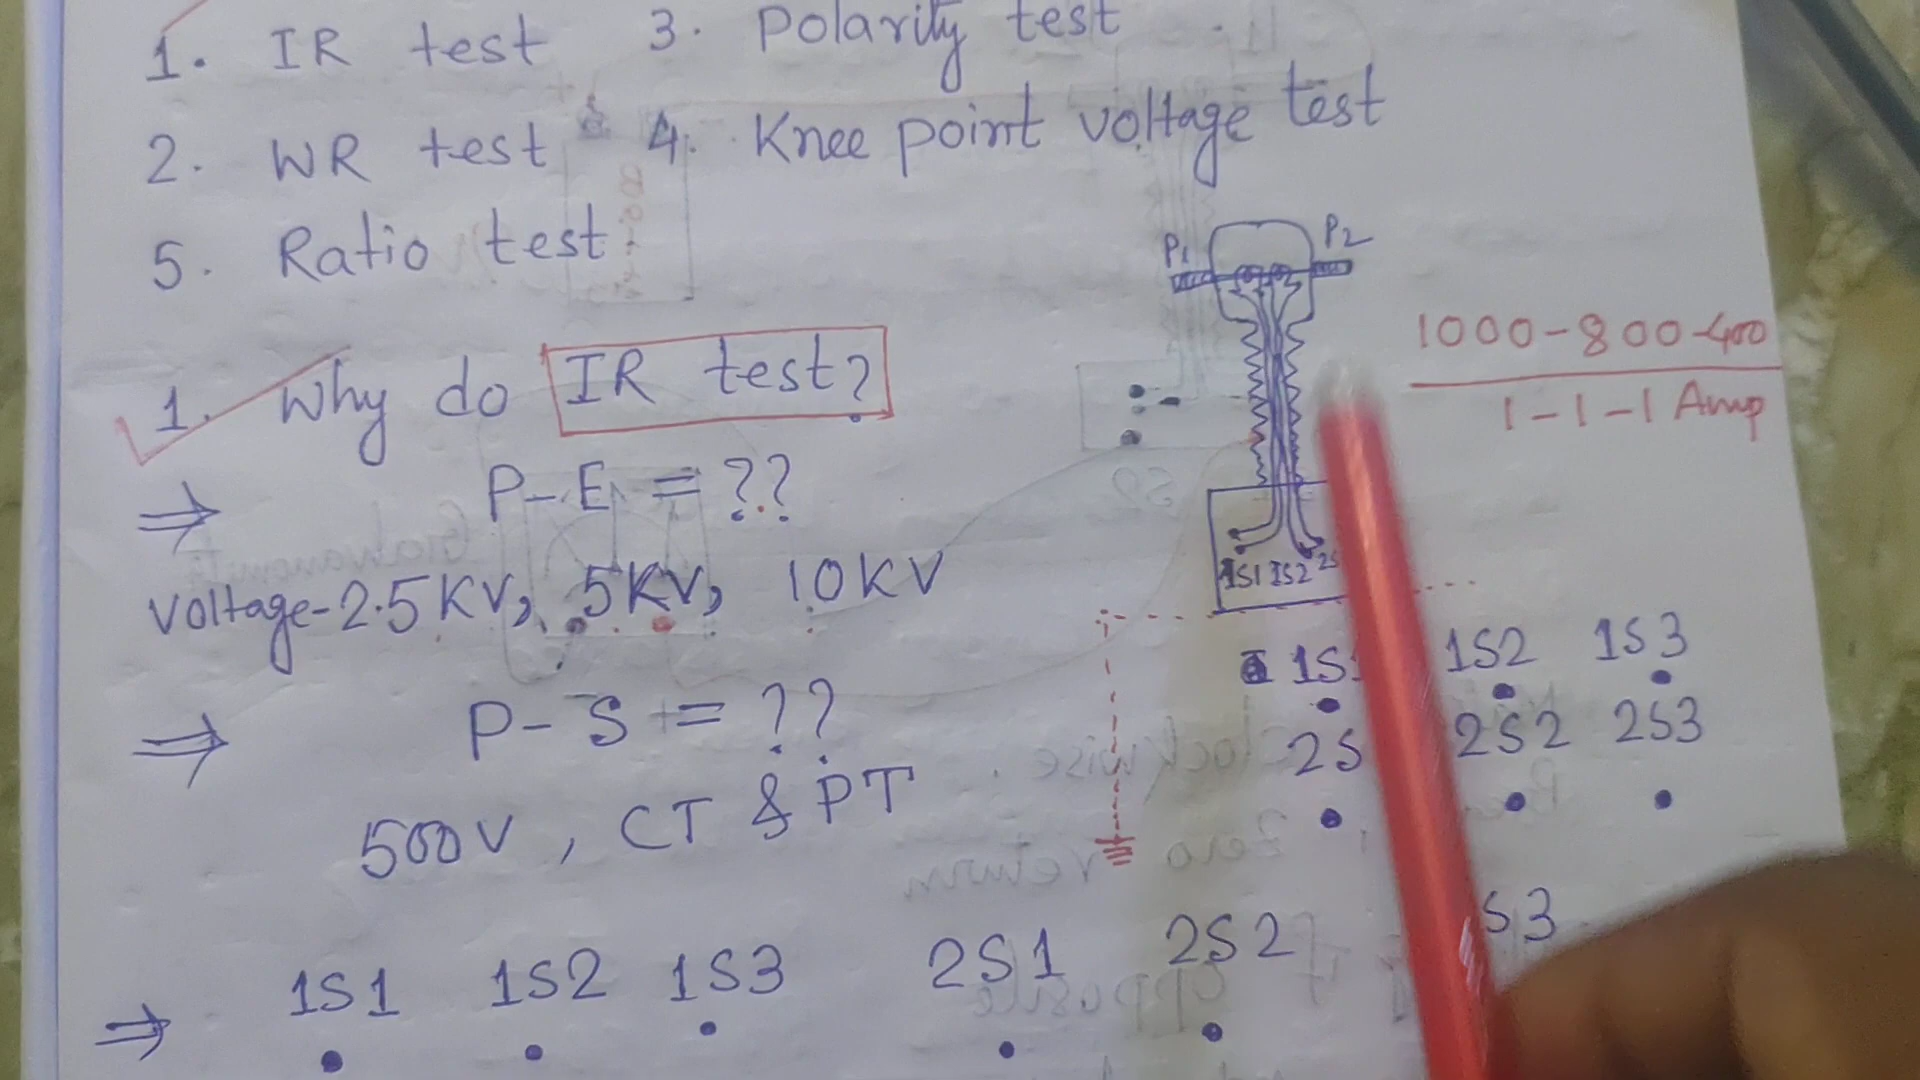 1. IR test 3. Polarity test
2. WR test 4. Knee point voltage test
5. Ratio test
1. Why do IR test?
⇒ P-E = ??
Voltage-2.5KV, 5KV, 10KV
⇒ P-S = ??
500V, CT & PT
⇒ 1S1 1S2 1S3 2S1 2S2 S3
P1 P2
1000-800-400
1-1-1 Amp
1S1 1S2 2S
1S1 1S2 1S3
2S 2S2 2S3